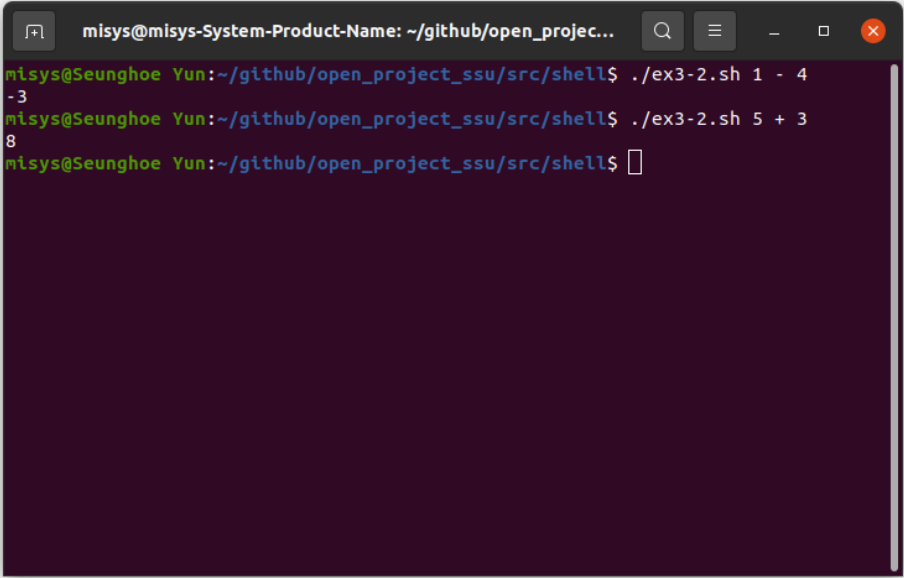 misys@misys-System-Product-Name: ~/github/open_projec...
misys@Seunghoe Yun:~/github/open_project_ssu/src/shell$ ./ex3-2.sh 1 - 4
-3
misys@Seunghoe Yun:~/github/open_project_ssu/src/shell$ ./ex3-2.sh 5 + 3
8
misys@Seunghoe Yun:~/github/open_project_ssu/src/shell$